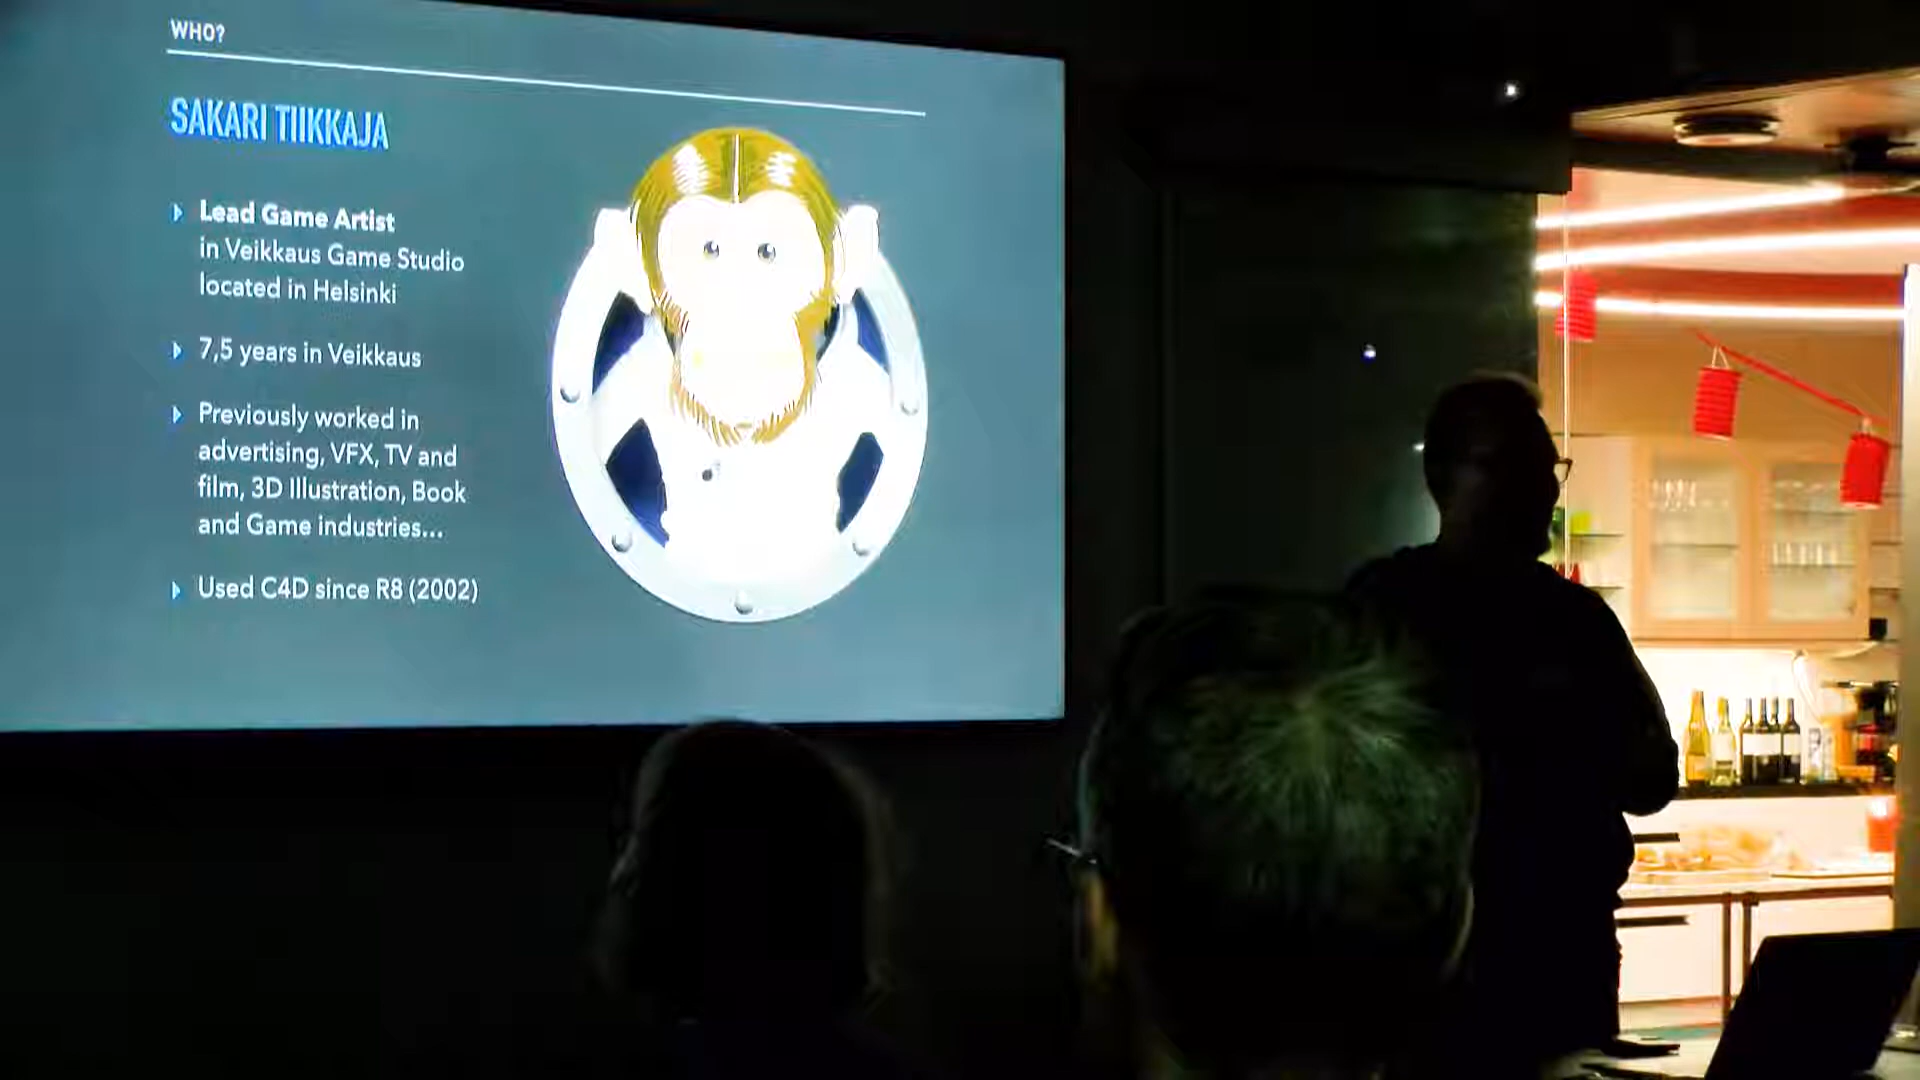 WHO?
SAKARI TIIKKAJA
Lead Game Artist
in Veikkaus Game Studio
located in Helsinki
7,5 years in Veikkaus
Previously worked in
advertising, VFX, TV and
film, 3D Illustration, Book
and Game industries...
Used C4D since R8 (2002)